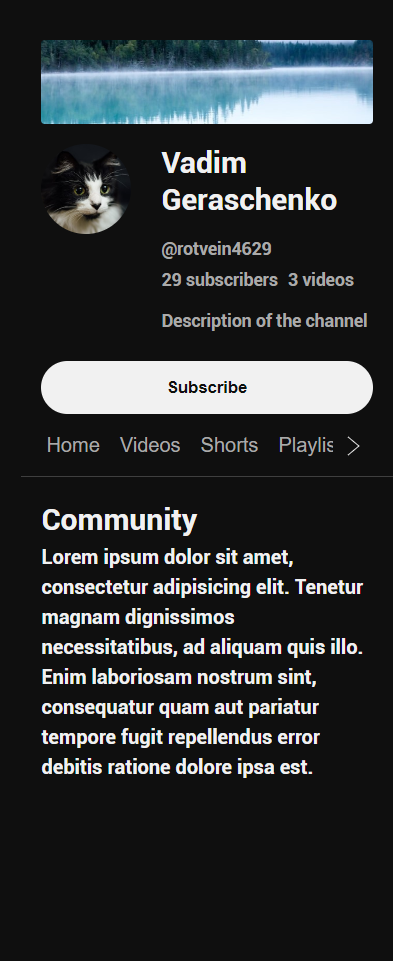 Vadim
Geraschenko
@rotvein4629
29 subscribers 3 videos
Description of the channel
Subscribe
Home Videos Shorts Playlis
Community
Lorem ipsum dolor sit amet,
consectetur adipisicing elit. Tenetur
magnam dignissimos
necessitatibus, ad aliquam quis illo.
Enim laboriosam nostrum sint,
consequatur quam aut pariatur
tempore fugit repellendus error
debitis ratione dolore ipsa est.